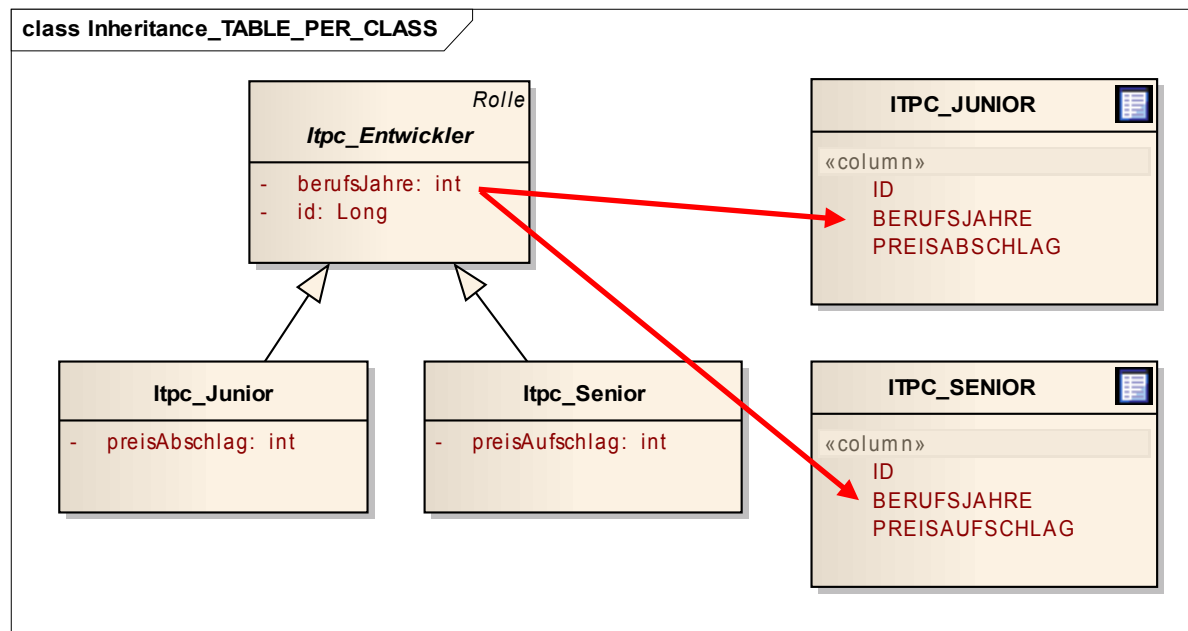 class Inheritance_TABLE_PER_CLASS
Rolle
Itpc_Entwickler
- berufsJahre: int
- id: Long
Itpc_Junior
- preisAbschlag: int
Itpc_Senior
- preisAufschlag: int
ITPC_JUNIOR
«column»
ID
BERUFSJAHRE
PREISABSCHLAG
ITPC_SENIOR
«column»
ID
BERUFSJAHRE
PREISAUFSCHLAG